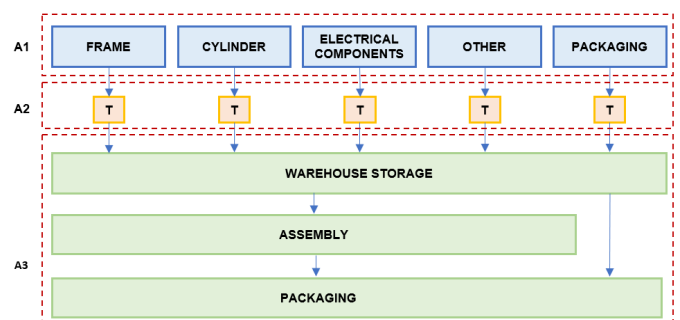 A1
FRAME
CYLINDER
ELECTRICAL
COMPONENTS
OTHER
PACKAGING
A2
T
T
T
T
T
WAREHOUSE STORAGE
ASSEMBLY
A3
PACKAGING